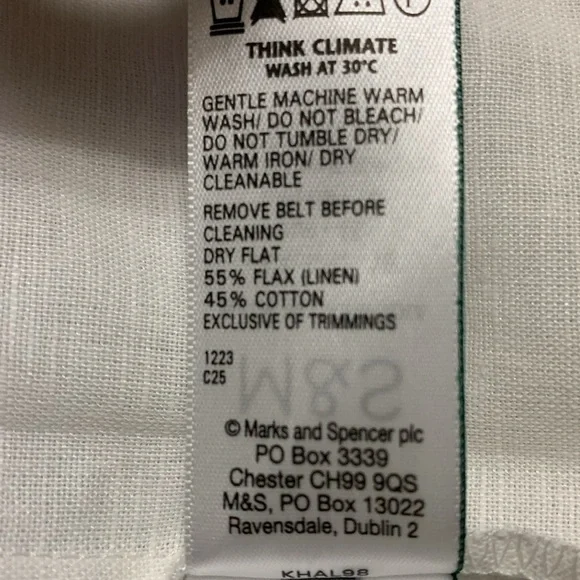 THINK CLIMATE
WASH AT 30°C
GENTLE MACHINE WARM
WASH/ DO NOT BLEACH/
DO NOT TUMBLE DRY/
WARM IRON/ DRY
CLEANABLE
REMOVE BELT BEFORE
CLEANING
DRY FLAT
55% FLAX (LINEN)
45% COTTON
EXCLUSIVE OF TRIMMINGS
1223
C25
M&S
© Marks and Spencer plc
PO Box 3339
Chester CH99 9QS
M&S, PO Box 13022
Ravensdale, Dublin 2
KHAL98